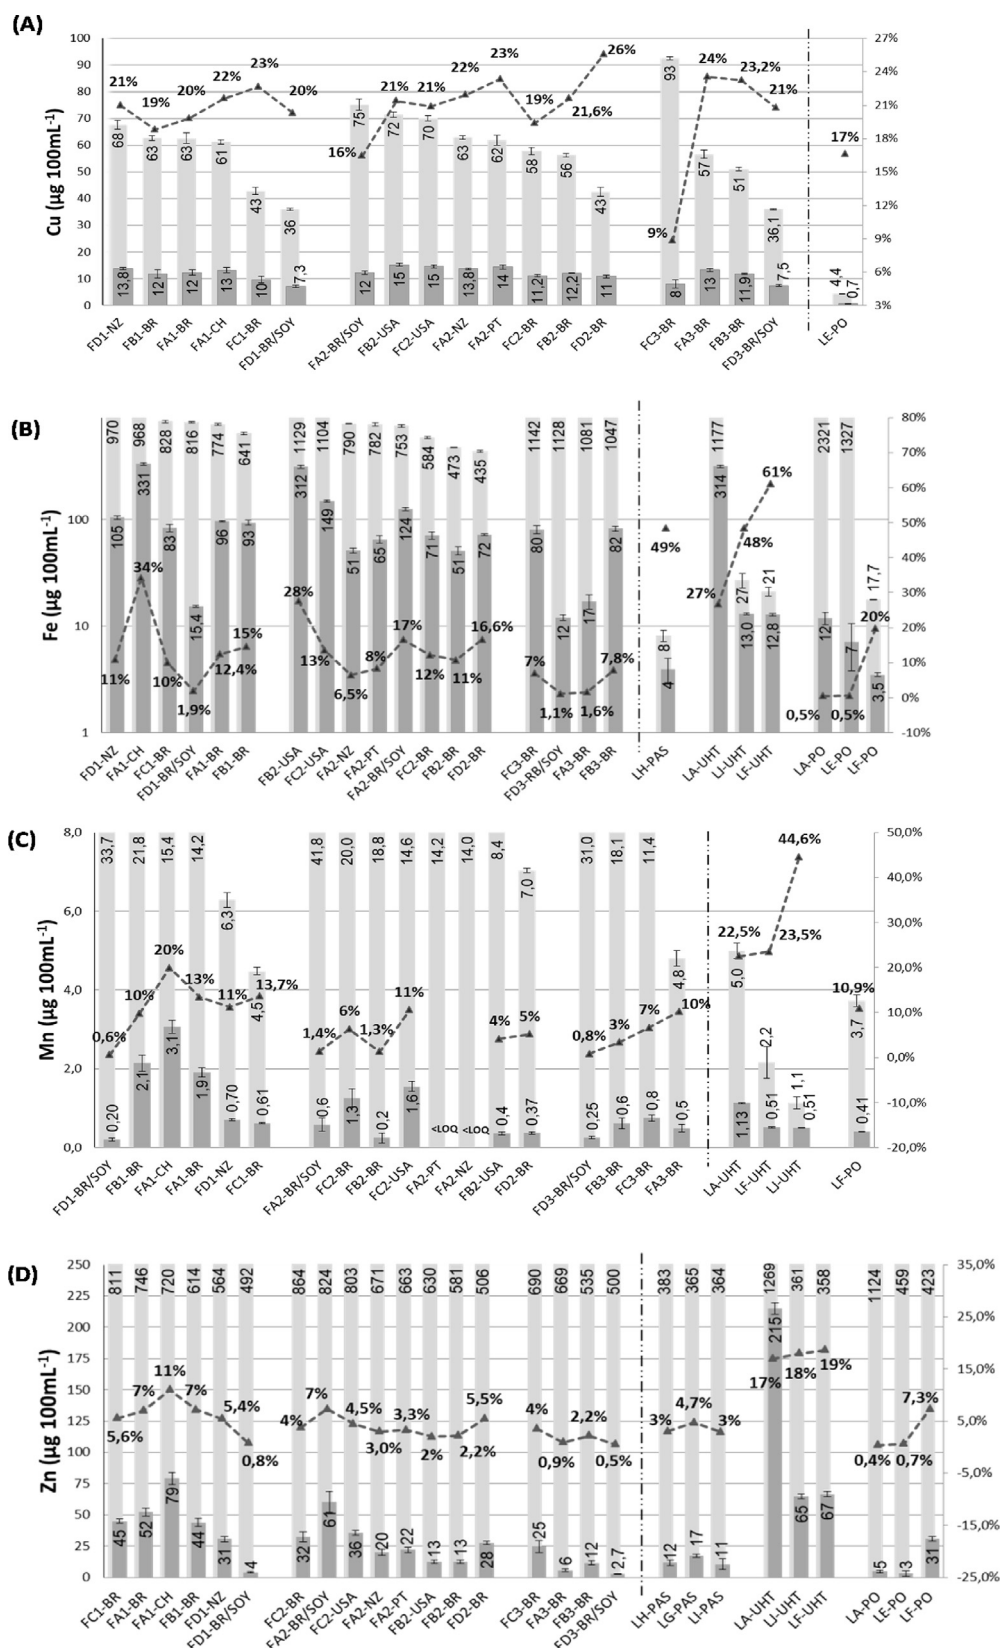 (A)
Cu (µg 100mL-1)
100
90
80
70
60
50
40
30
20
10
0
27%
24%
21%
18%
15%
12%
9%
6%
3%
21% 19% 20% 22% 23% 20% 16% 21% 21% 22% 23% 19% 21,6% 26% 9% 24% 23,2% 21% 17%
68 63 63 61 43 36 75 72 70 63 62 58 56 43 93 57 51 36,1 4,4
13,8 12 12 13 10 7,3 12 15 15 13,8 14 11,2 12,2 11 8 13 11,9 7,5 0,7
FD1-NZ FB1-BR FA1-BR FA1-CH FC1-BR FD1-BR/SOY FA2-BR/SOY FB2-USA FC2-USA FA2-NZ FA2-PT FC2-BR FB2-BR FD2-BR FC3-BR FA3-BR FB3-BR FD3-BR/SOY LE-PO
(B)
Fe (µg 100mL-1)
100
10
1
80%
70%
60%
50%
40%
30%
20%
10%
0%
-10%
970 968 828 816 774 641 1129 1104 790 782 753 584 473 435 1142 1128 1081 1047 8 1177 27 21 2321 1327 17,7
105 331 83 15,4 96 93 312 149 51 65 124 71 51 72 80 12 17 82 4 314 13,0 12,8 12 7 3,5
11% 34% 10% 1,9% 12,4% 15% 28% 13% 6,5% 8% 17% 12% 11% 16,6% 7% 1,1% 1,6% 7,8% 49% 27% 48% 61% 0,5% 0,5% 20%
FD1-NZ FA1-CH FC1-BR FD1-BR/SOY FA1-BR FB1-BR FB2-USA FC2-USA FA2-NZ FA2-PT FA2-BR/SOY FC2-BR FB2-BR FD2-BR FC3-BR FD3-RB/SOY FA3-BR FB3-BR LH-PAS LA-UHT LJ-UHT LF-UHT LA-PO LE-PO LF-PO
(C)
Mn (µg 100mL-1)
8,0
6,0
4,0
2,0
0,0
50,0%
40,0%
30,0%
20,0%
10,0%
0,0%
-10,0%
-20,0%
33,7 21,8 15,4 14,2 6,3 4,5 41,8 20,0 18,8 14,6 14,2 14,0 8,4 7,0 31,0 18,1 11,4 4,8 5,0 2,2 1,1 3,7
0,6% 10% 20% 13% 11% 13,7% 1,4% 6% 1,3% 11% 4% 5% 0,8% 3% 7% 10% 22,5% 23,5% 44,6% 10,9%
0,20 2,1 3,1 1,9 0,70 0,61 0,6 1,3 0,2 1,6 <LOQ <LOQ 0,4 0,37 0,25 0,6 0,8 0,5 1,13 0,51 0,51 0,41
FD1-BR/SOY FB1-BR FA1-CH FA1-BR FD1-NZ FC1-BR FA2-BR/SOY FC2-BR FB2-BR FC2-USA FA2-PT FA2-NZ FB2-USA FD2-BR FD3-BR/SOY FB3-BR FC3-BR FA3-BR LA-UHT LF-UHT LJ-UHT LF-PO
(D)
Zn (µg 100mL-1)
250
225
200
175
150
125
100
75
50
25
0
35,0%
25,0%
15,0%
5,0%
-5,0%
-15,0%
-25,0%
811 746 720 614 564 492 864 824 803 671 663 630 581 506 690 669 535 500 383 365 364 1269 361 358 1124 459 423
5,6% 7% 11% 7% 5,4% 0,8% 4% 7% 4,5% 3,0% 3,3% 2% 2,2% 5,5% 4% 0,9% 2,2% 0,5% 3% 4,7% 3% 17% 18% 19% 0,4% 0,7% 7,3%
45 52 79 44 31 4 32 61 36 20 22 13 13 28 25 6 12 2,7 12 17 11 215 65 67 5 3 31
FC1-BR FA1-BR FA1-CH FB1-BR FD1-NZ FD1-BR/SOY FC2-BR FA2-BR/SOY FC2-USA FA2-NZ FA2-PT FB2-USA FB2-BR FD2-BR FC3-BR FA3-BR FB3-BR FD3-BR/SOY LH-PAS LG-PAS LI-PAS LA-UHT LJ-UHT LF-UHT LA-PO LE-PO LF-PO